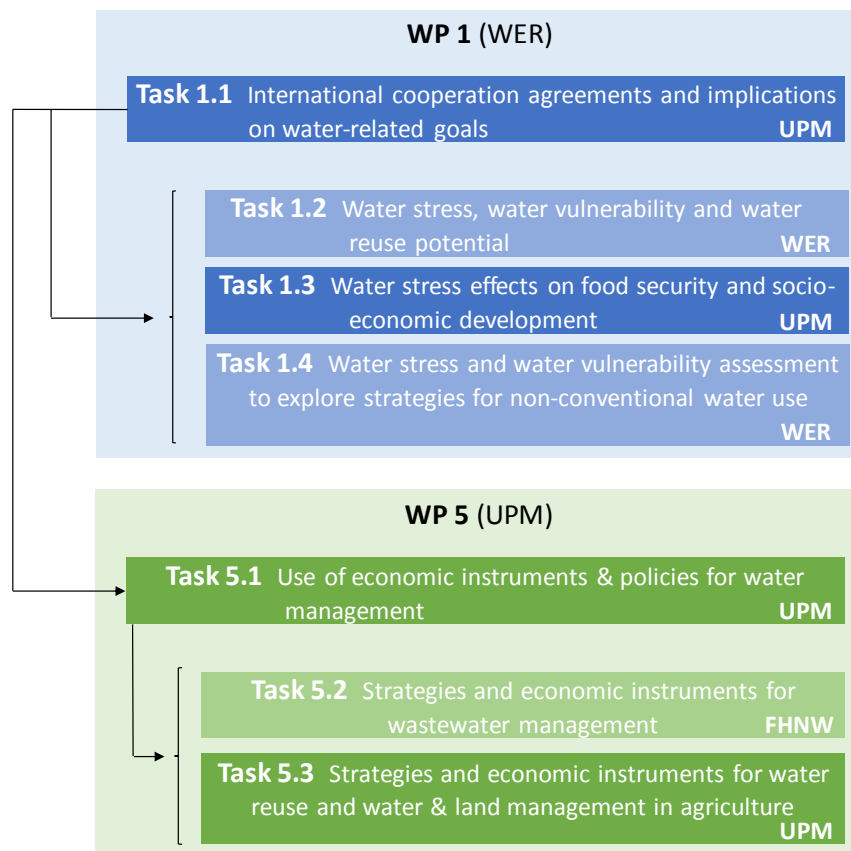 WP 1 (WER)
Task 1.1 International cooperation agreements and implications
on water-related goals UPM
Task 1.2 Water stress, water vulnerability and water
reuse potential WER
Task 1.3 Water stress effects on food security and socio-
economic development UPM
Task 1.4 Water stress and water vulnerability assessment
to explore strategies for non-conventional water use
WER
WP 5 (UPM)
Task 5.1 Use of economic instruments & policies for water
management UPM
Task 5.2 Strategies and economic instruments for
wastewater management FHNW
Task 5.3 Strategies and economic instruments for water
reuse and water & land management in agriculture
UPM